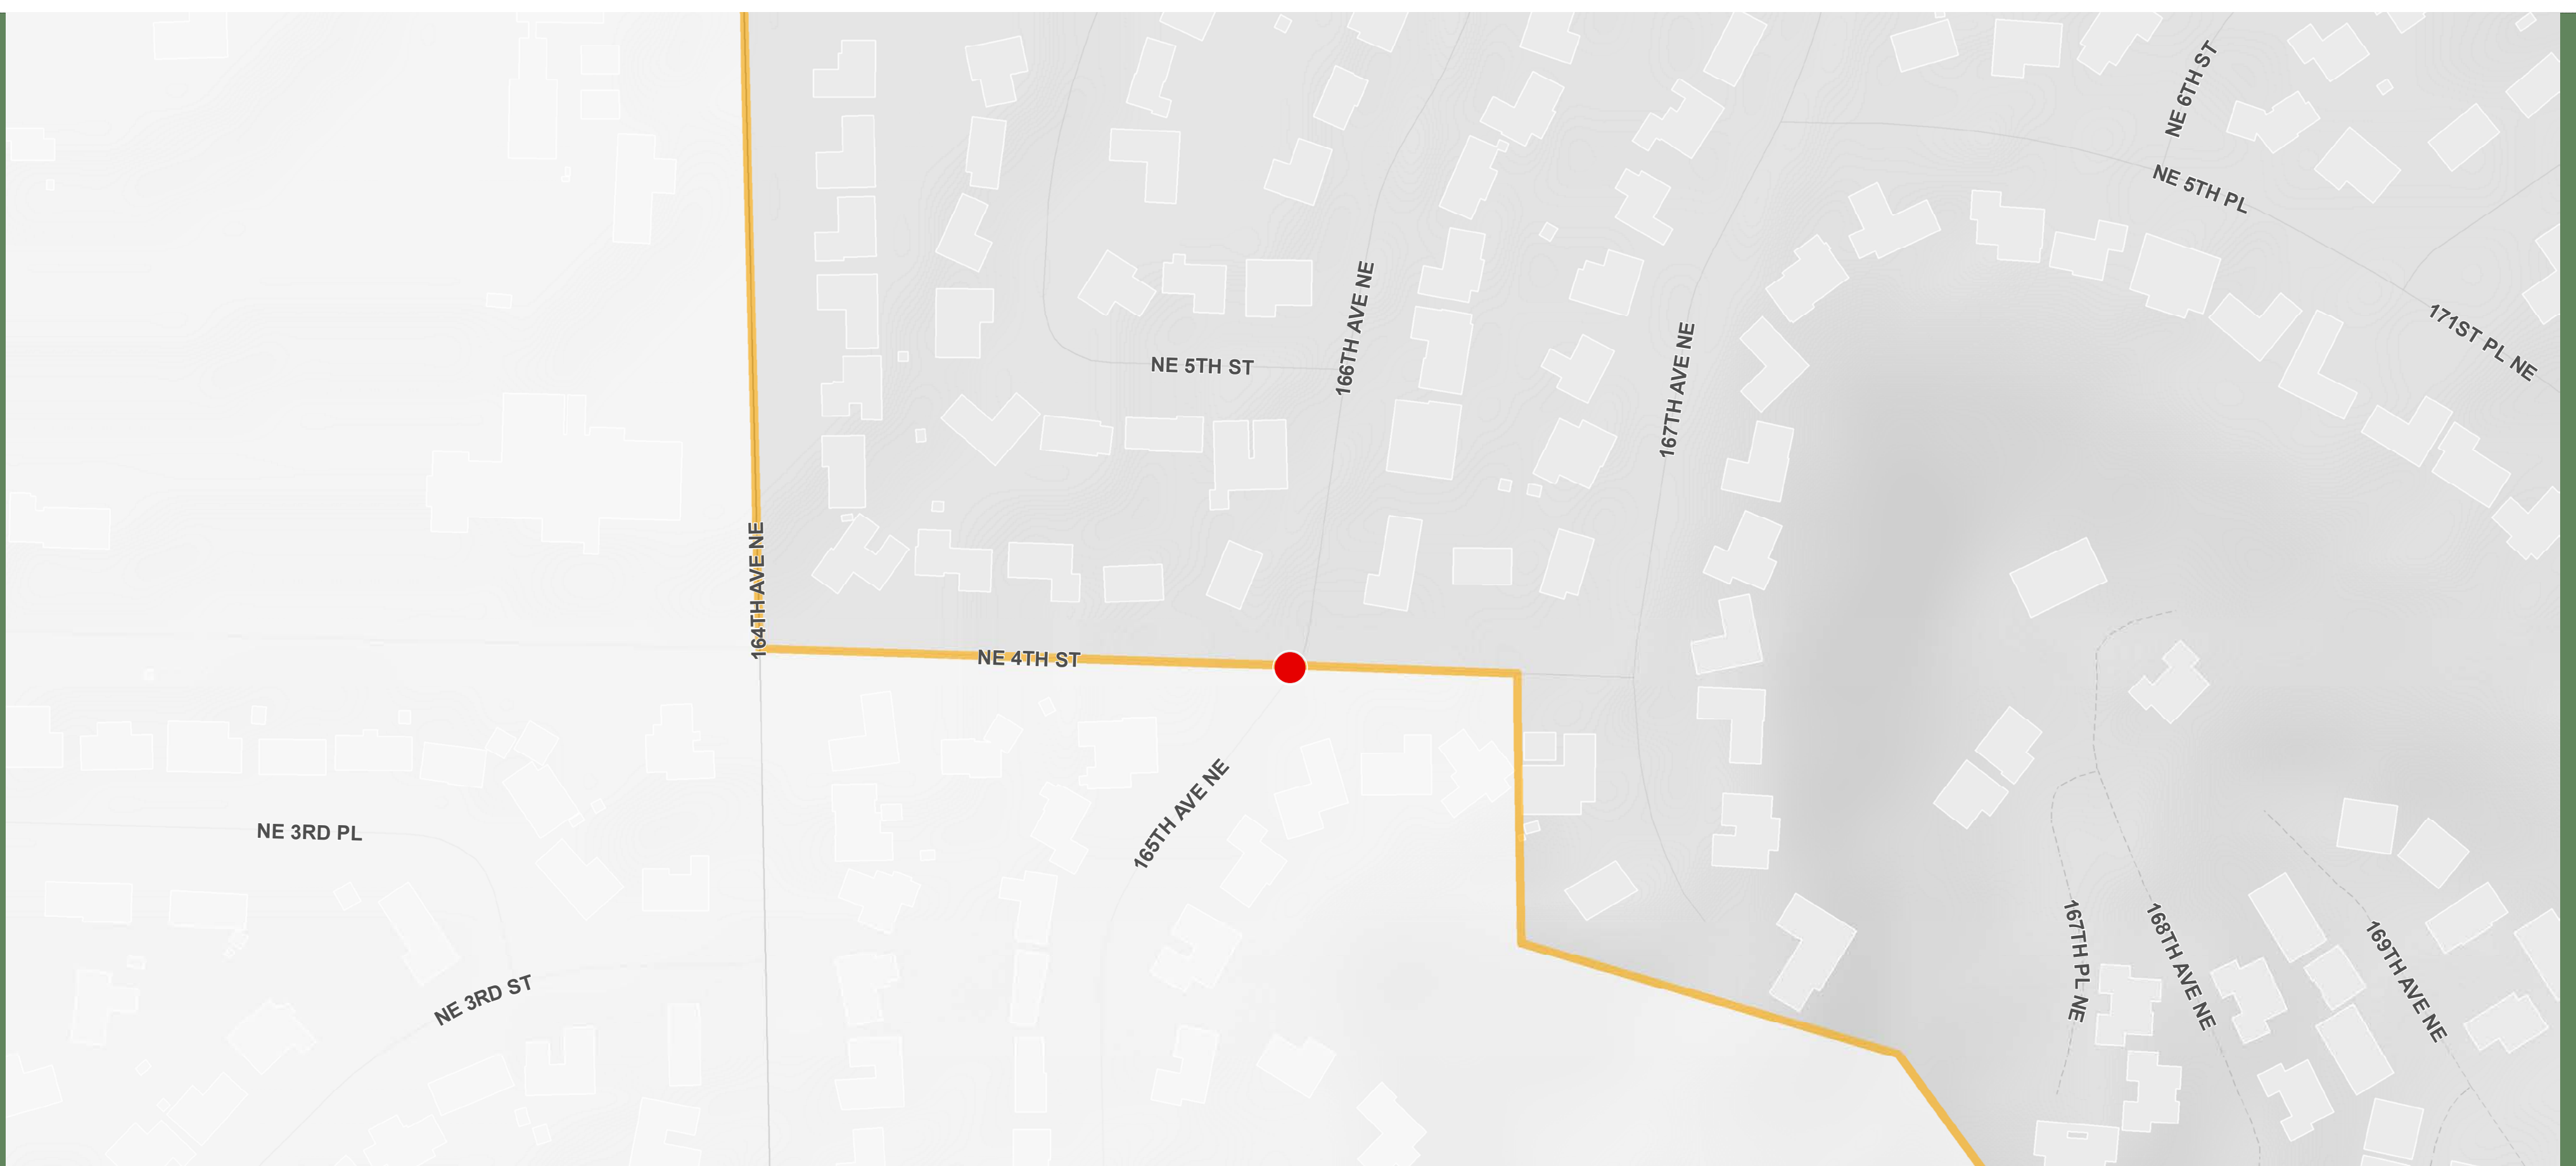 NE 6TH ST
NE 5TH PL
171ST PL NE
166TH AVE NE
NE 5TH ST
167TH AVE NE
164TH AVE NE
NE 4TH ST
165TH AVE NE
NE 3RD PL
NE 3RD ST
167TH PL NE
168TH AVE NE
169TH AVE NE